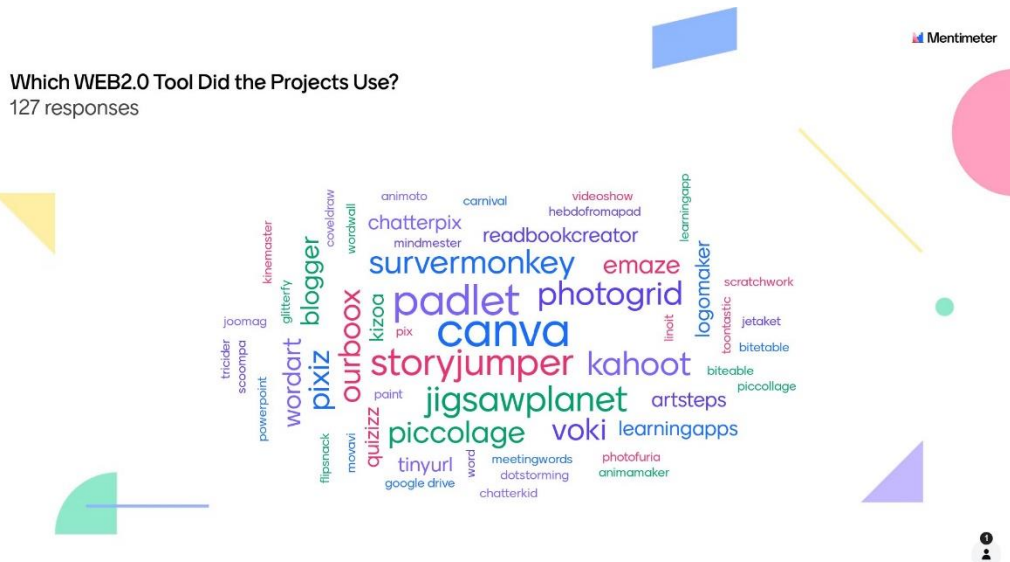 Mentimeter
Which WEB2.0 Tool Did the Projects Use?
127 responses
learningapp
coveldraw
animoto
carnival
videoshow
hebdofromapad
wordwall
chatterpix
kinemaster
mindmester
readbookcreator
blogger
survermonkey
emaze
logomaker
scratchwork
glitterfy
ourboox
kizoa
padlet
photogrid
joomag
pix
canva
linoit
toontastic
jetaket
tricider
scoompa
wordart
pixiz
storyjumper
kahoot
bitetable
biteable
piccollage
powerpoint
paint
jigsawplanet
artsteps
quizizz
piccolage
voki
learningapps
flipsnack
movavi
tinyurl
word
meetingwords
photofuria
google drive
dotstorming
animamaker
chatterkid
1